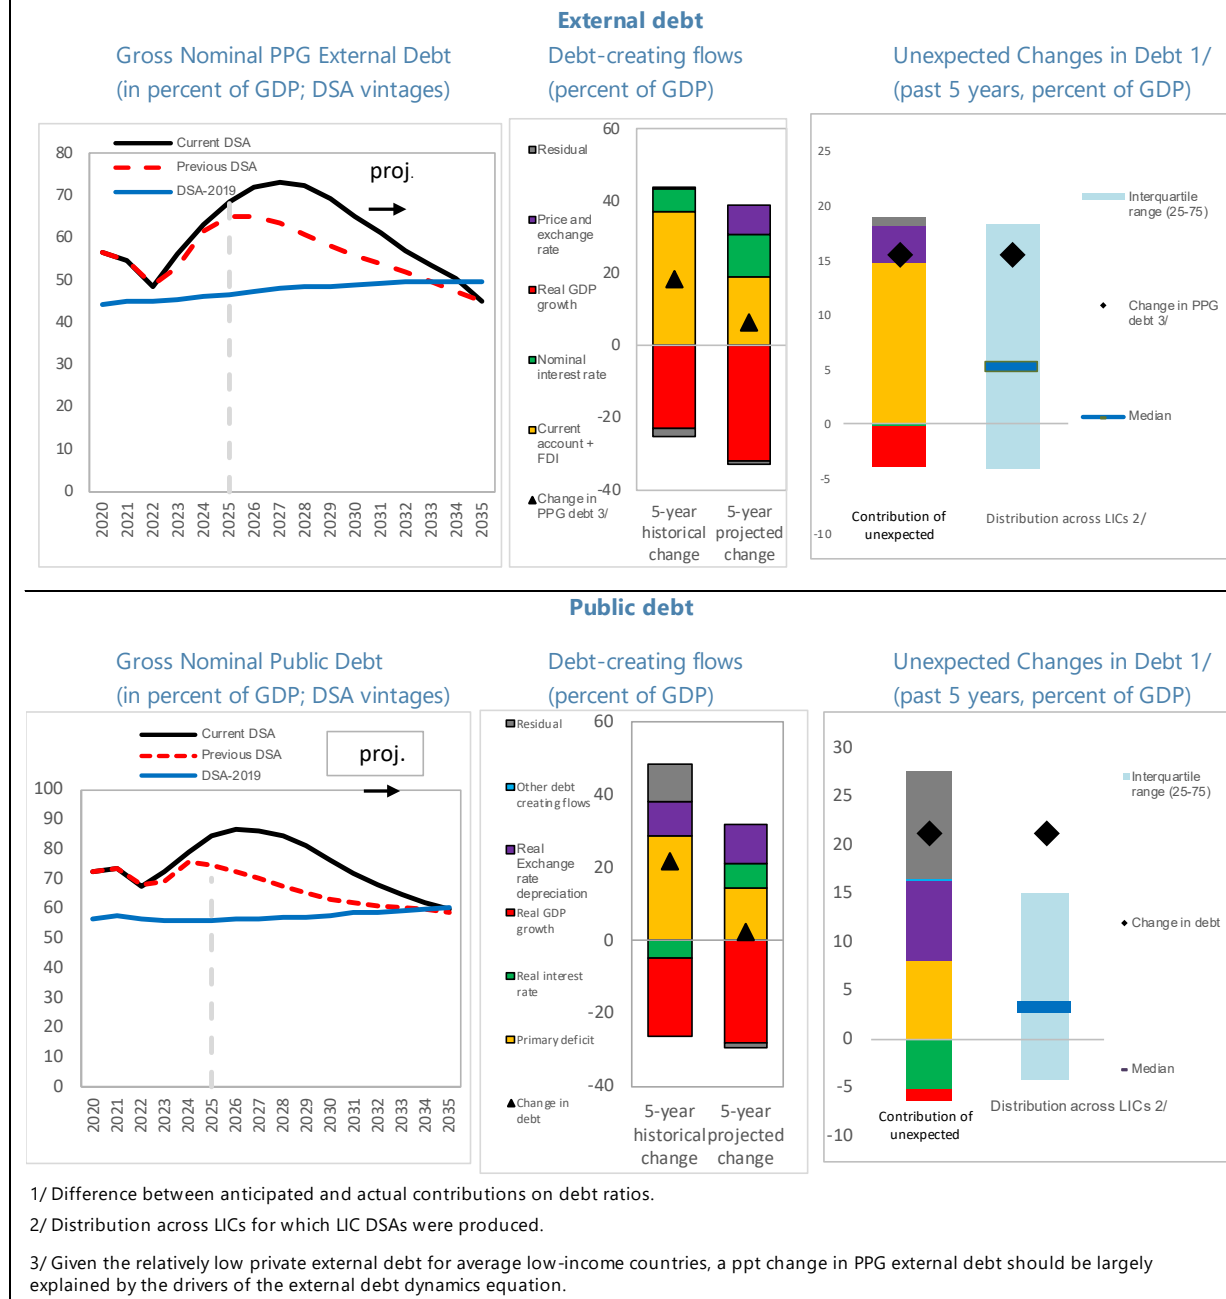 External debt
Gross Nominal PPG External Debt
(in percent of GDP; DSA vintages)
Current DSA
Previous DSA
DSA-2019
proj.
80
70
60
50
40
30
20
10
0
2020
2021
2022
2023
2024
2025
2026
2027
2028
2029
2030
2031
2032
2033
2034
2035
Debt-creating flows
(percent of GDP)
Residual
Price and
exchange
rate
Real GDP
growth
Nominal
interest rate
Current
account +
FDI
Change in
PPG debt 3/
60
40
20
0
-20
-40
5-year
historical
change
5-year
projected
change
Unexpected Changes in Debt 1/
(past 5 years, percent of GDP)
25
20
15
10
5
0
-5
-10
Interquartile
range (25-75)
Change in PPG
debt 3/
Median
Contribution of
unexpected
Distribution across LICs 2/
Public debt
Gross Nominal Public Debt
(in percent of GDP; DSA vintages)
Current DSA
Previous DSA
DSA-2019
proj.
100
90
80
70
60
50
40
30
20
10
0
2020
2021
2022
2023
2024
2025
2026
2027
2028
2029
2030
2031
2032
2033
2034
2035
Debt-creating flows
(percent of GDP)
Residual
Other debt
creating flows
Real
Exchange
rate
depreciation
Real GDP
growth
Real interest
rate
Primary deficit
Change in
debt
60
40
20
0
-20
-40
5-year
historical
change
5-year
projected
change
Unexpected Changes in Debt 1/
(past 5 years, percent of GDP)
30
25
20
15
10
5
0
-5
-10
Interquartile
range (25-75)
Change in debt
Median
Contribution of
unexpected
Distribution across LICs 2/
1/ Difference between anticipated and actual contributions on debt ratios.
2/ Distribution across LICs for which LIC DSAs were produced.
3/ Given the relatively low private external debt for average low-income countries, a ppt change in PPG external debt should be largely
explained by the drivers of the external debt dynamics equation.